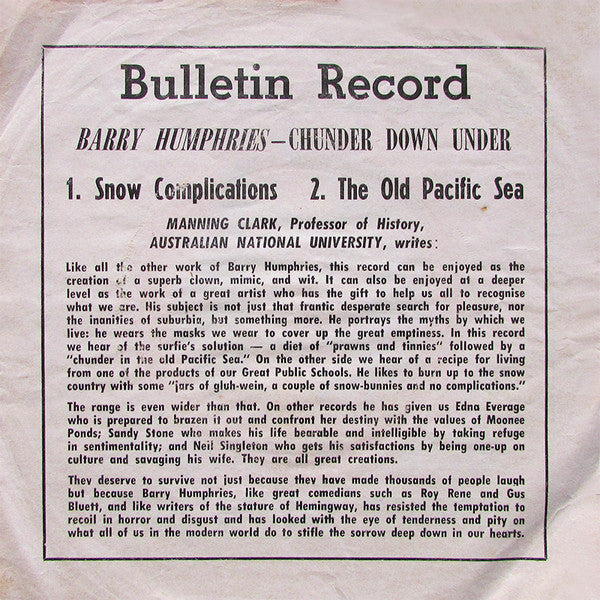 Bulletin Record
BARRY HUMPHRIES – CHUNDER DOWN UNDER
1. Snow Complications 2. The Old Pacific Sea
MANNING CLARK, Professor of History,
AUSTRALIAN NATIONAL UNIVERSITY, writes:
Like all the other work of Barry Humphries, this record can be enjoyed as the
creation of a superb clown, mimic, and wit. It can also be enjoyed at a deeper
level as the work of a great artist who has the gift to help us all to recognise
what we are. His subject is not just that frantic desperate search for pleasure, nor
the inanities of suburbia, but something more. He portrays the myths by which we
live: he wears the masks we wear to cover up the great emptiness. In this record
we hear of the surfie's solution — a diet of "prawns and tinnies" followed by a
"chunder in the old Pacific Sea." On the other side we hear of a recipe for living
from one of the products of our Great Public Schools. He likes to burn up to the snow
country with some "jars of gluh-wein, a couple of snow-bunnies and no complications."
The range is even wider than that. On other records he has given us Edna Everage
who is prepared to brazen it out and confront her destiny with the values of Moonee
Ponds; Sandy Stone who makes his life bearable and intelligible by taking refuge
in sentimentality; and Neil Singleton who gets his satisfactions by being one-up on
culture and savaging his wife. They are all great creations.
They deserve to survive not just because they have made thousands of people laugh
but because Barry Humphries, like great comedians such as Roy Rene and Gus
Bluett, and like writers of the stature of Hemingway, has resisted the temptation to
recoil in horror and disgust and has looked with the eye of tenderness and pity on
what all of us in the modern world do to stifle the sorrow deep down in our hearts.